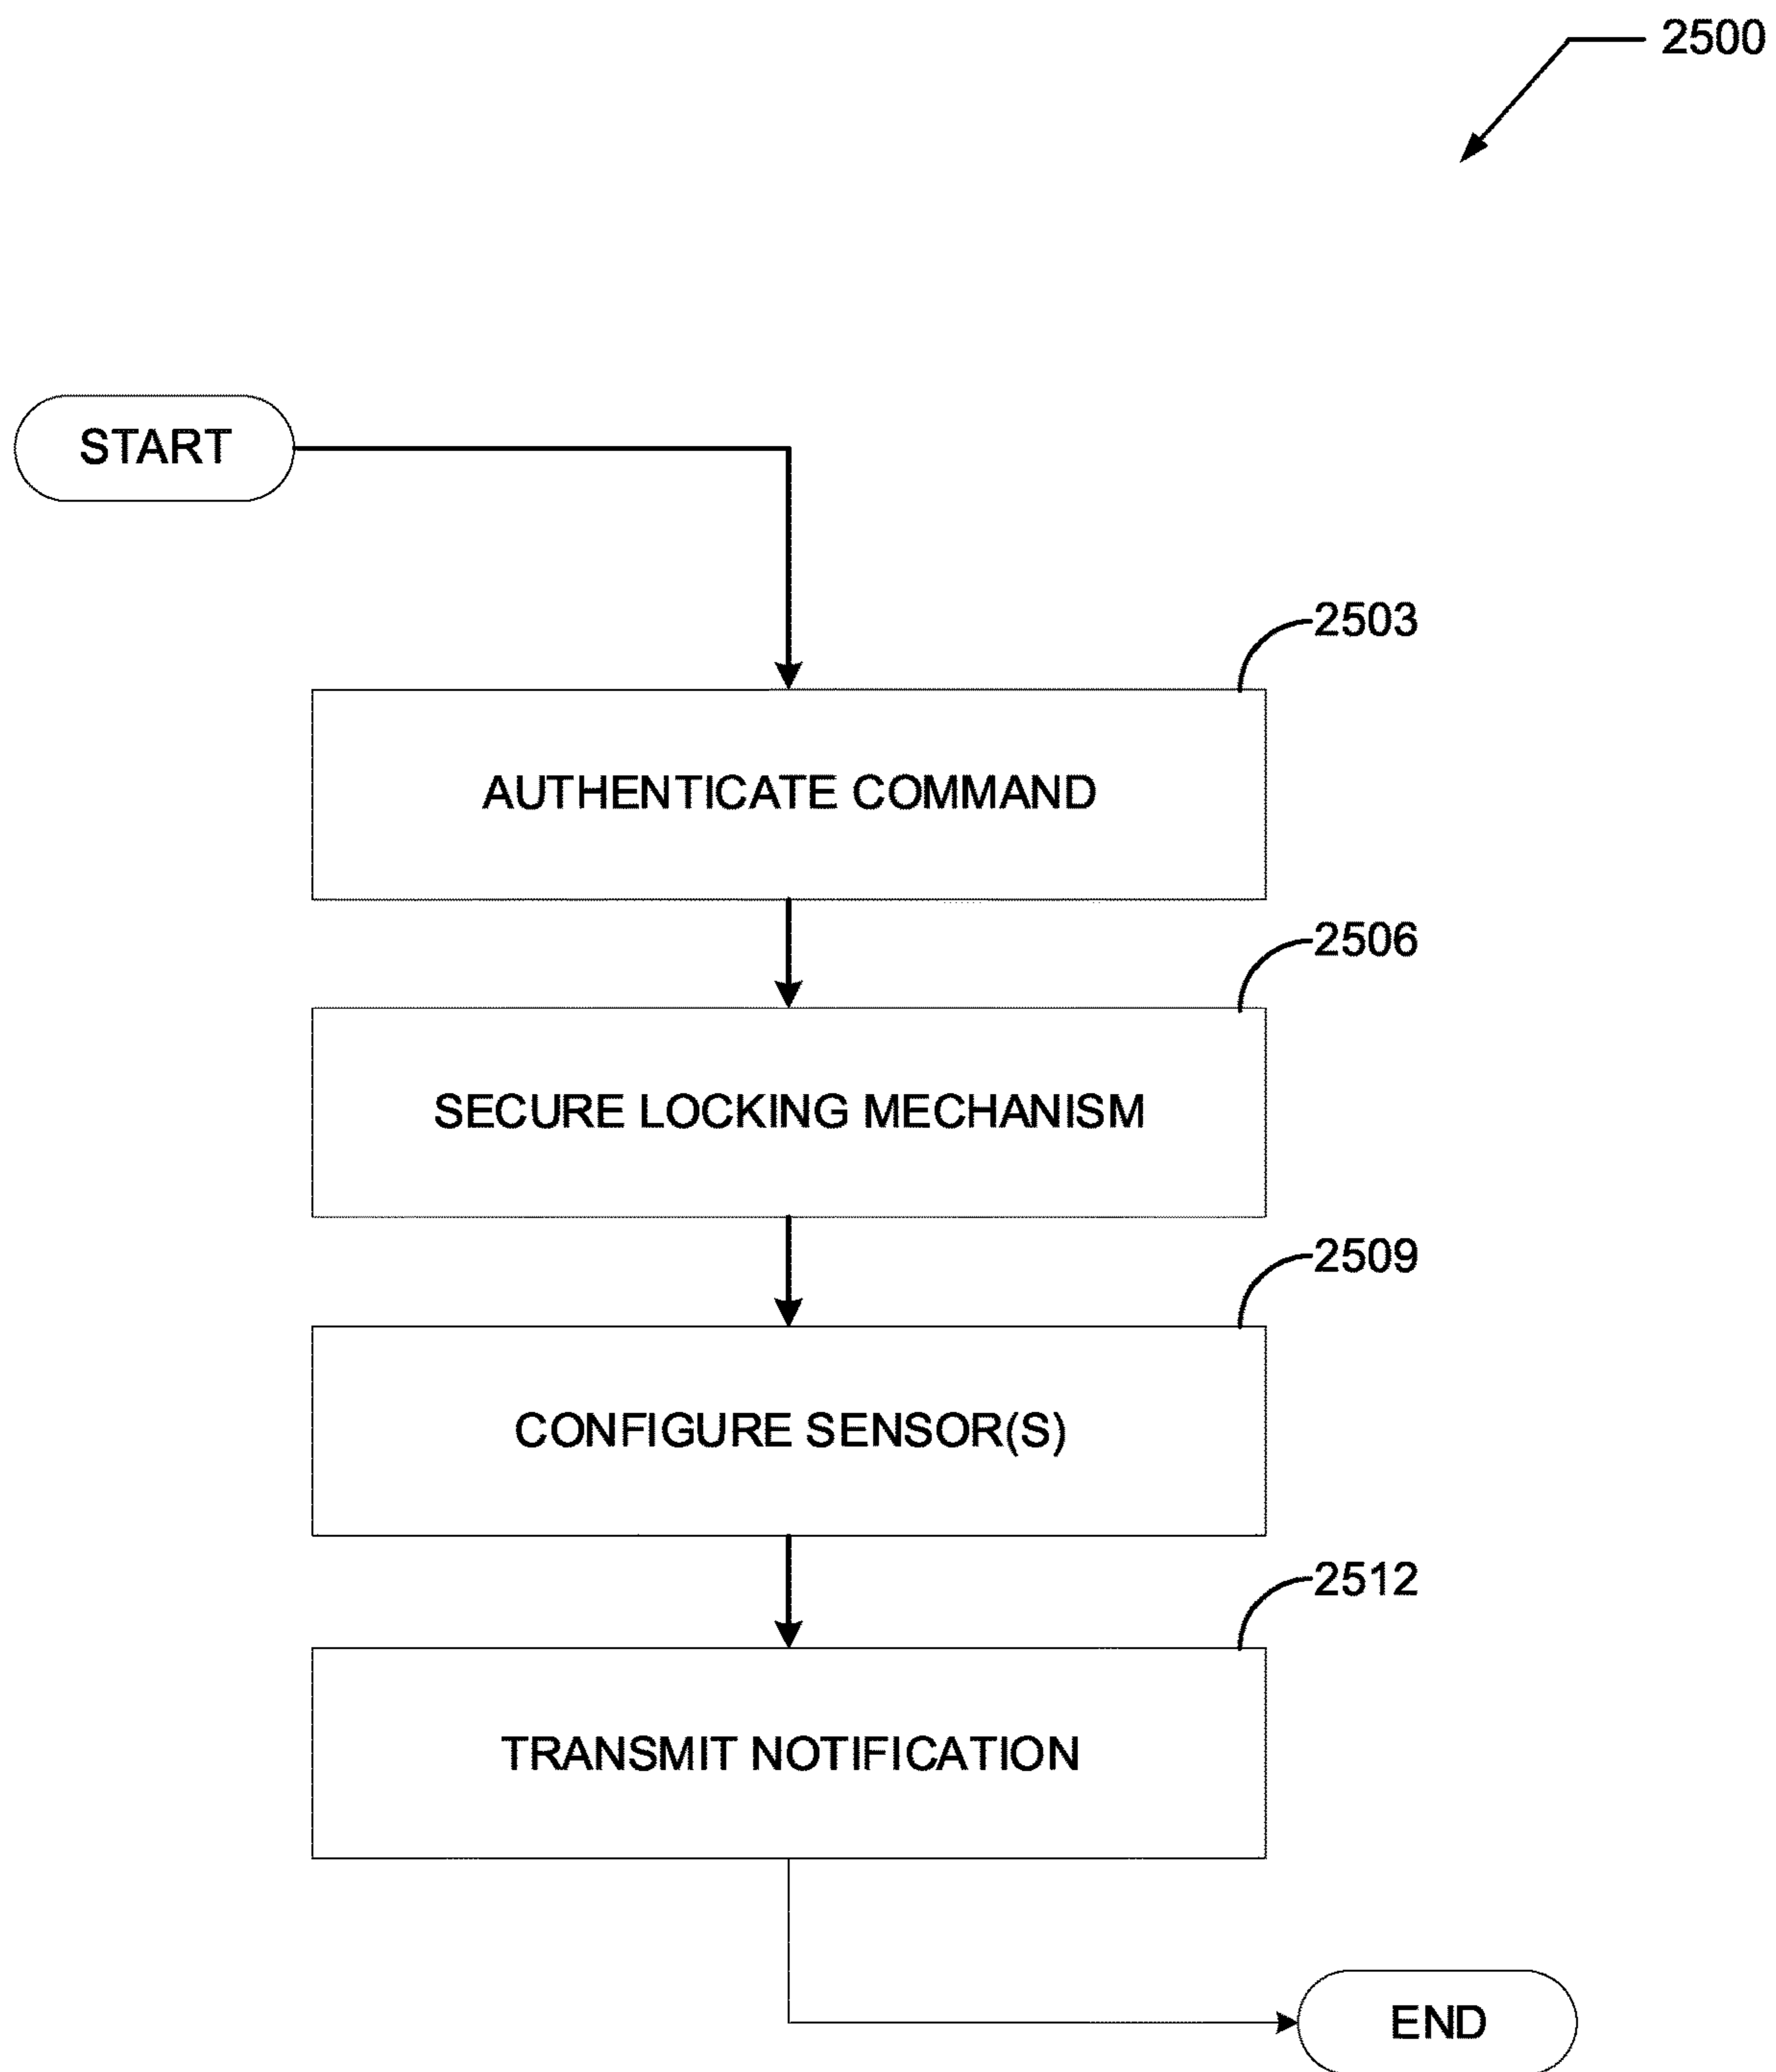 2500
START
2503
AUTHENTICATE COMMAND
2506
SECURE LOCKING MECHANISM
2509
CONFIGURE SENSOR(S)
2512
TRANSMIT NOTIFICATION
END